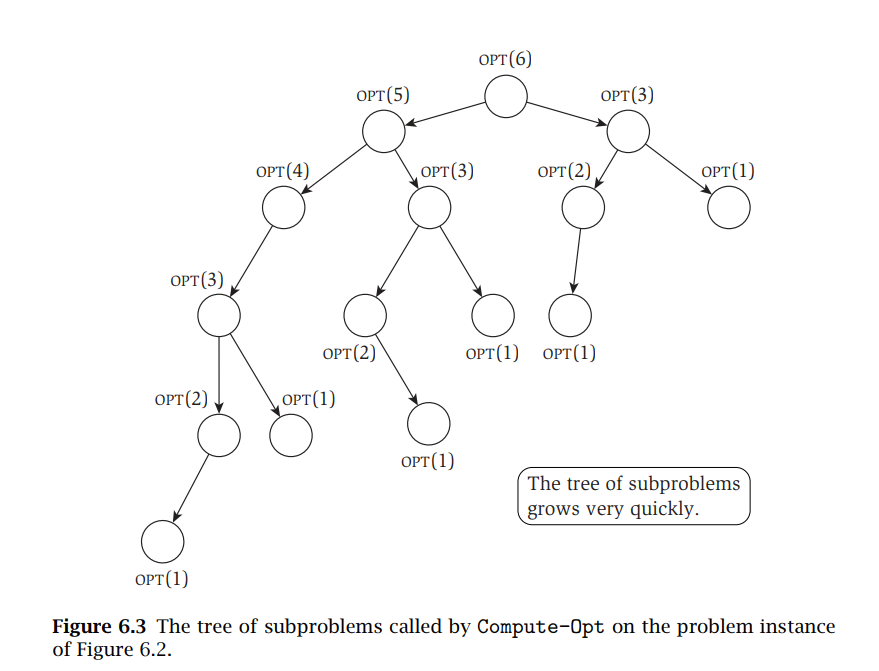 OPT(6)
OPT(5)
OPT(3)
OPT(4)
OPT(3)
OPT(2)
OPT(1)
OPT(3)
OPT(2)
OPT(1)
OPT(1)
OPT(2)
OPT(1)
OPT(1)
OPT(1)
The tree of subproblems
grows very quickly.
Figure 6.3 The tree of subproblems called by Compute-Opt on the problem instance
of Figure 6.2.